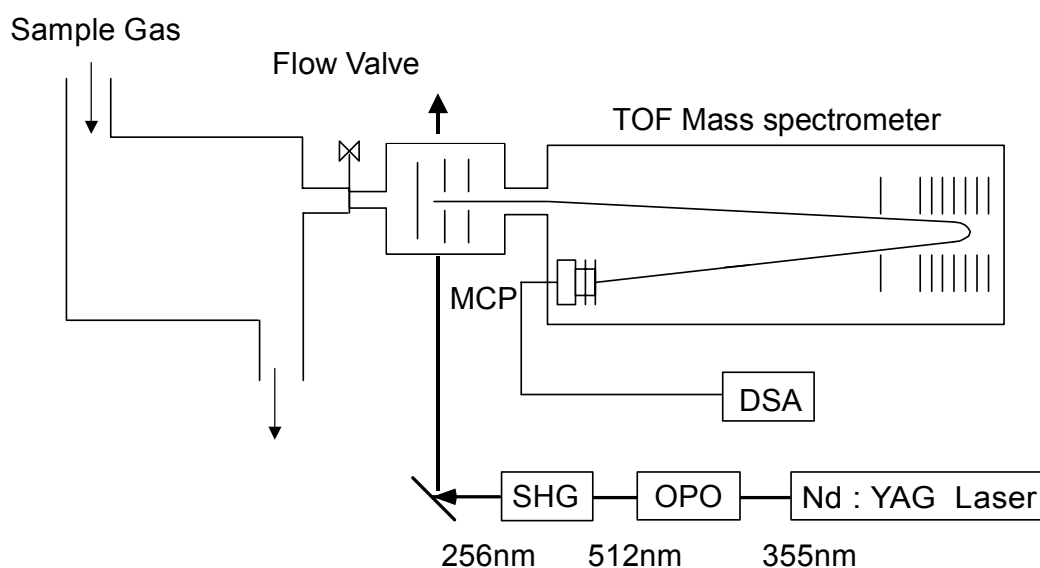 Sample Gas
Flow Valve
TOF Mass spectrometer
MCP
DSA
SHG
OPO
Nd : YAG Laser
256nm
512nm
355nm